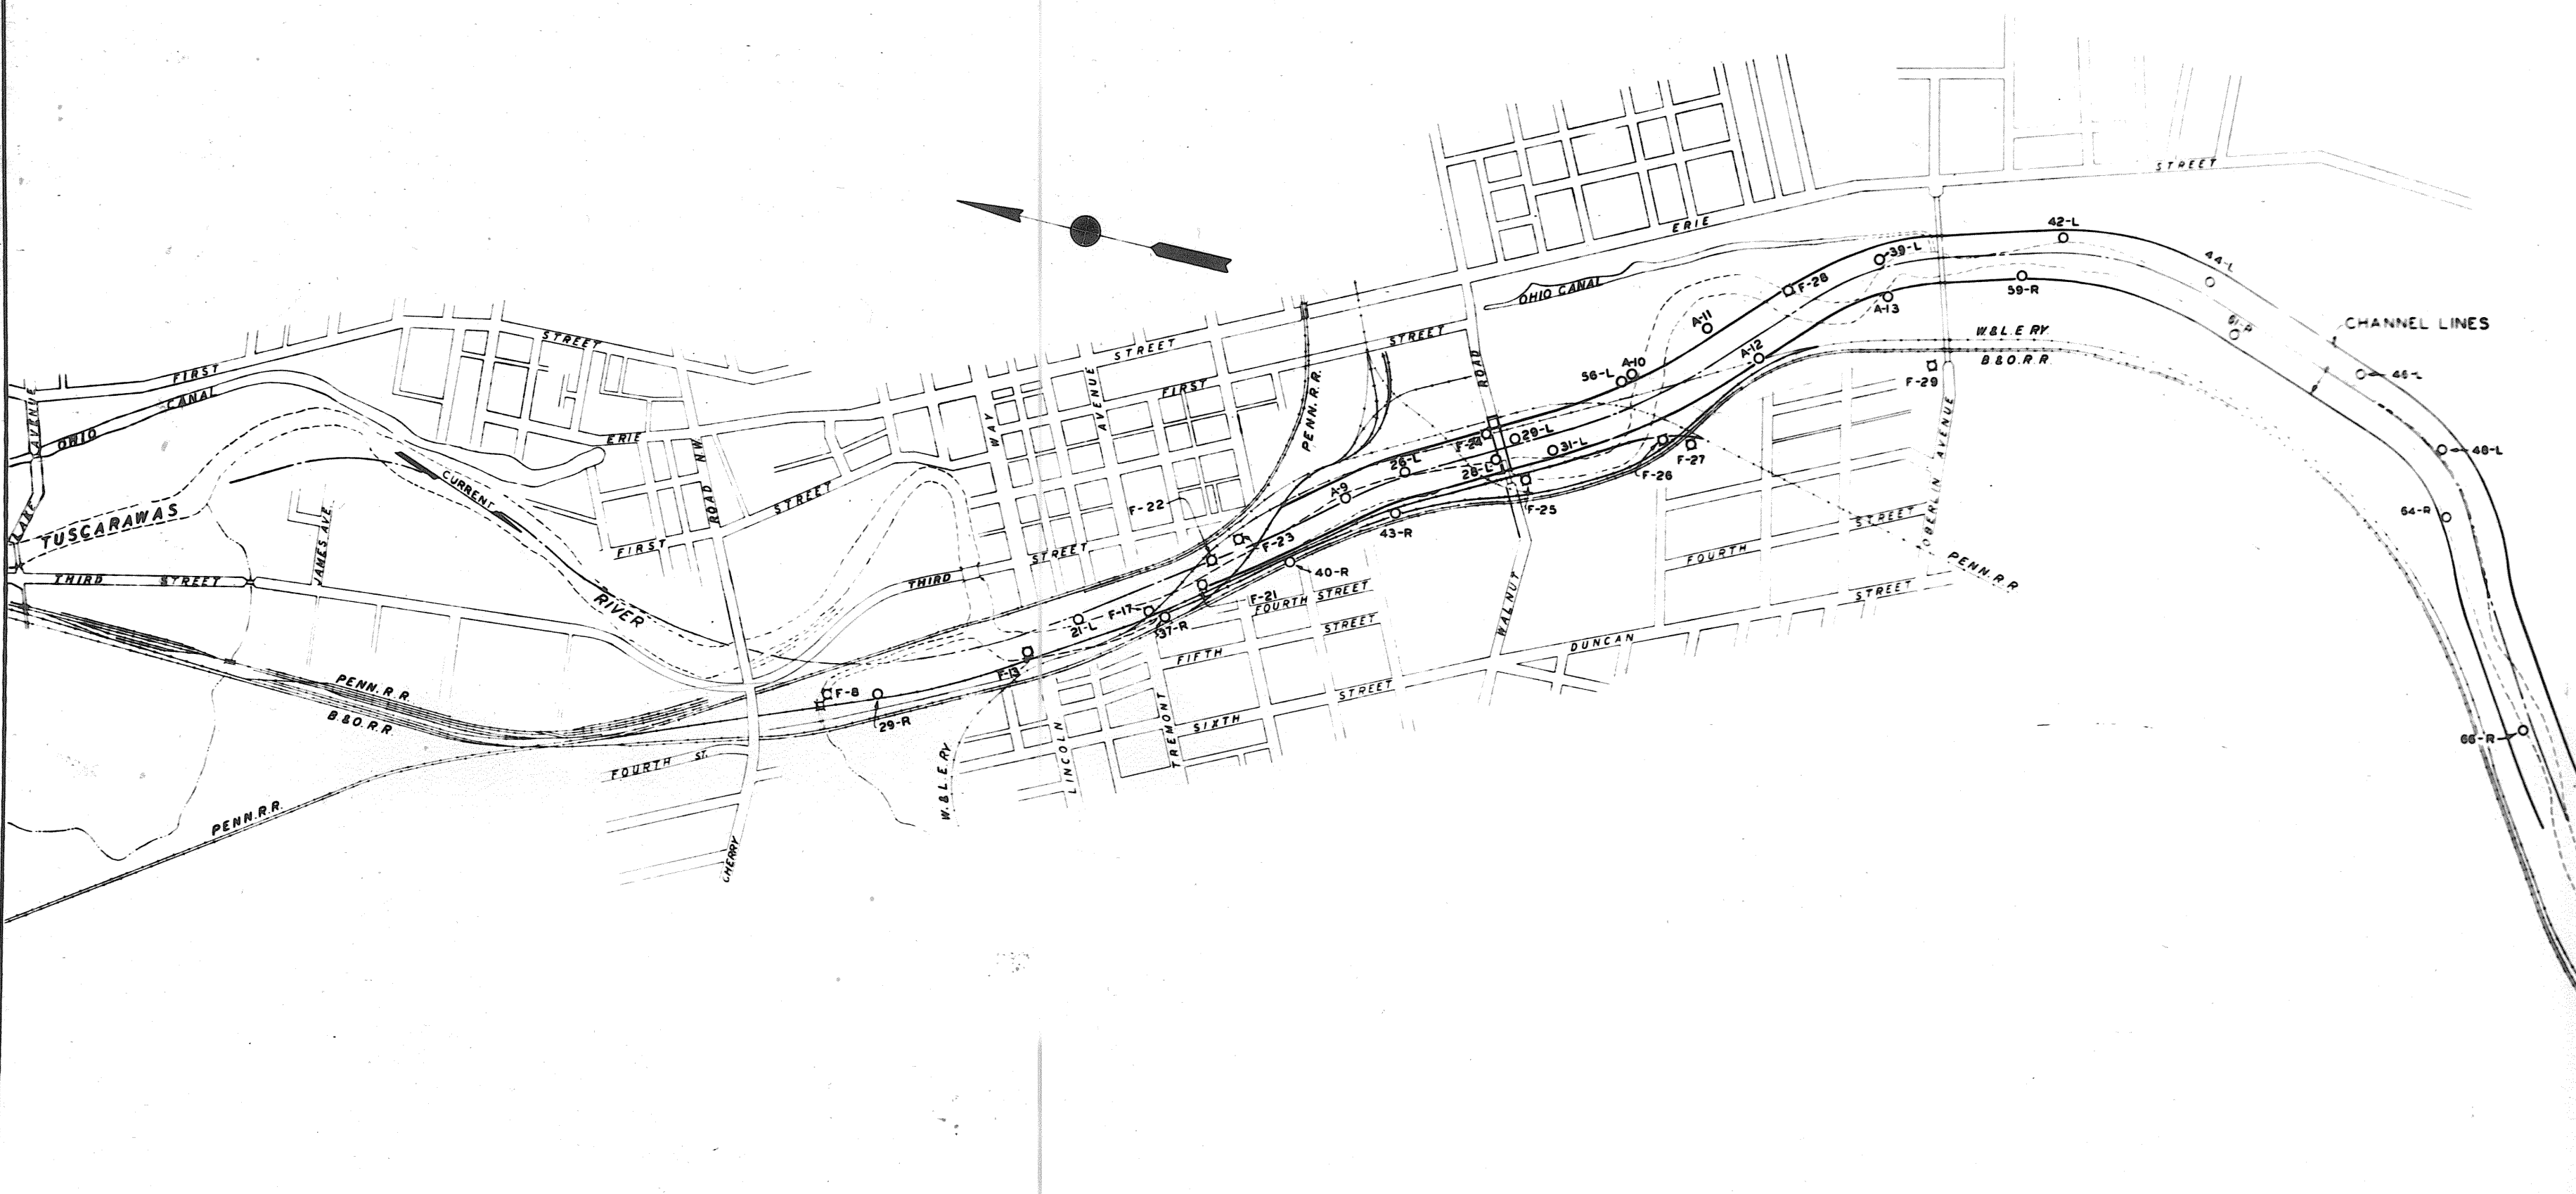 STREET
ERIE
42-L
39-L
44-L
F-28
59-R
A-13
OHIO CANAL
A-11
CHANNEL LINES
W.&L.E RY.
B.&O.R.R.
STREET
STREET
STREET
ROAD
A-12
A-10
56-L
F-29
46-L
FIRST
CANAL
OHIO
AVENUE
LAKE
ERIE
ROAD N.W.
WAY
AVENUE
FIRST
PENN. R.R.
F-24
29-L
31-L
26-L
28-L
F-27
F-26
48-L
OBERLIN AVENUE
CURRENT
STREET
A-9
F-22
F-25
64-R
TUSCARAWAS
JAMES AVE.
FIRST
STREET
F-23
43-R
STREET
FOURTH
PENN. R.R.
THIRD STREET
THIRD
40-R
RIVER
F-17
F-21
FOURTH STREET
WALNUT
STREET
21-L
37-R
STREET
DUNCAN
FIFTH
F-13
PENN. R.R.
B.&O.R.R.
F-8
29-R
STREET
SIXTH
TREMONT
LINCOLN
W.&L.E.RY.
66-R
FOURTH ST.
PENN. R.R.
CHERRY